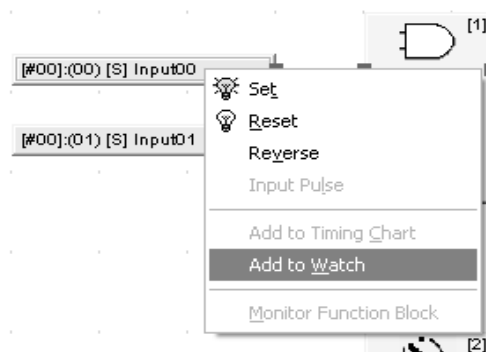 [1]
[#00]:(00) [S] Input00
Set
Reset
[#00]:(01) [S] Input01
Reverse
Input Pulse
Add to Timing Chart
Add to Watch
Monitor Function Block
[2]